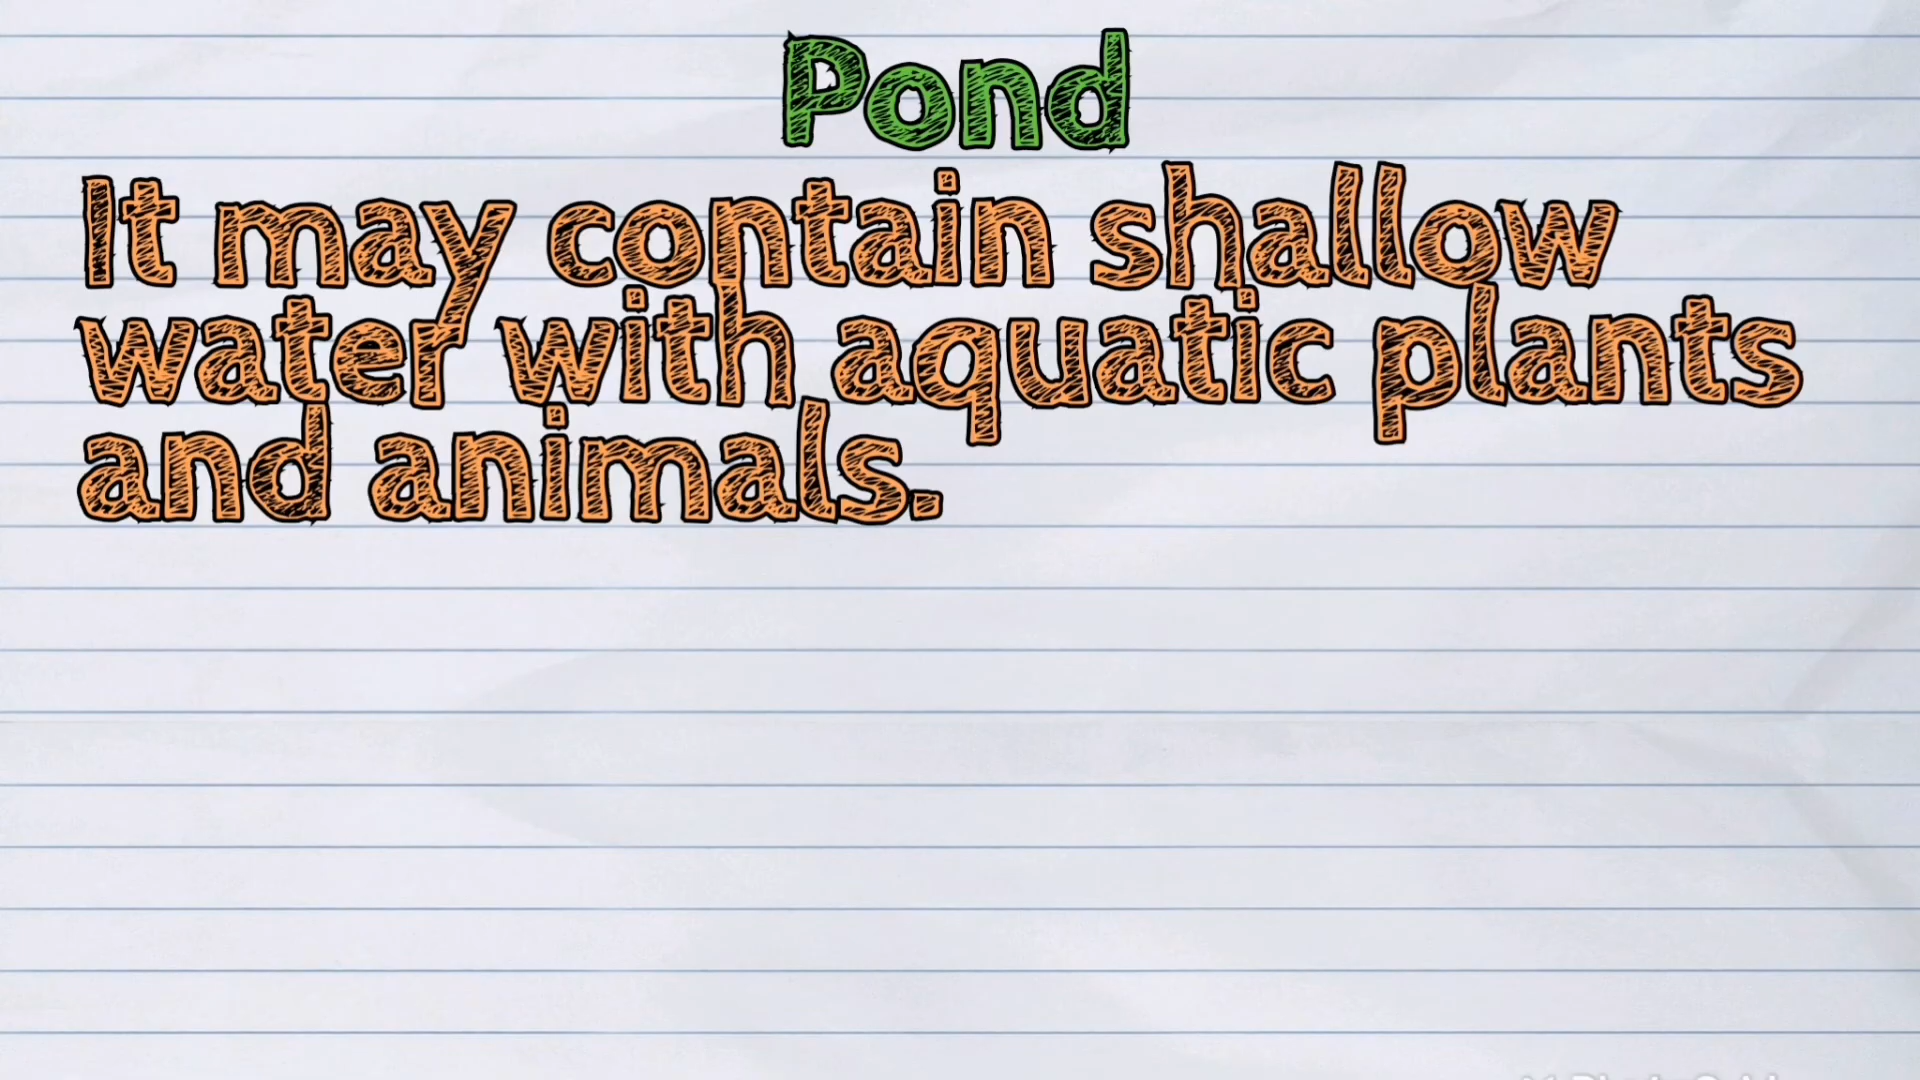 Pond
It may contain shallow
water with aquatic plants
and animals.